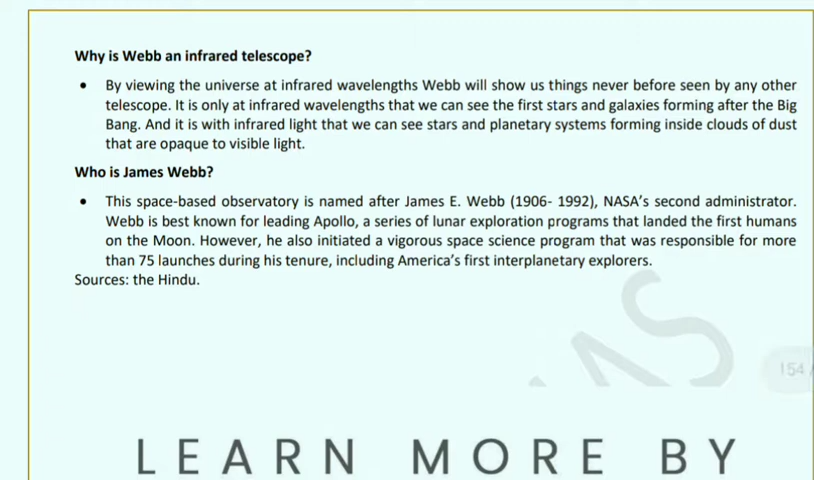 Why is Webb an infrared telescope?
• By viewing the universe at infrared wavelengths Webb will show us things never before seen by any other
telescope. It is only at infrared wavelengths that we can see the first stars and galaxies forming after the Big
Bang. And it is with infrared light that we can see stars and planetary systems forming inside clouds of dust
that are opaque to visible light.
Who is James Webb?
• This space-based observatory is named after James E. Webb (1906- 1992), NASA’s second administrator.
Webb is best known for leading Apollo, a series of lunar exploration programs that landed the first humans
on the Moon. However, he also initiated a vigorous space science program that was responsible for more
than 75 launches during his tenure, including America’s first interplanetary explorers.
Sources: the Hindu.
154 /
LEARN MORE BY